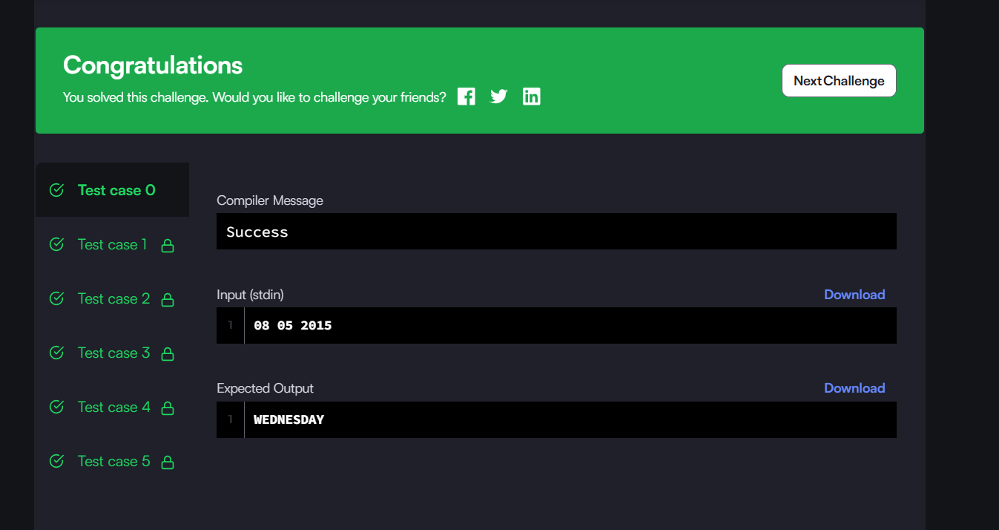 Congratulations
You solved this challenge. Would you like to challenge your friends?
Next Challenge
Test case 0
Test case 1
Test case 2
Test case 3
Test case 4
Test case 5
Compiler Message
Success
Input (stdin)
Download
1 08 05 2015
Expected Output
Download
1 WEDNESDAY